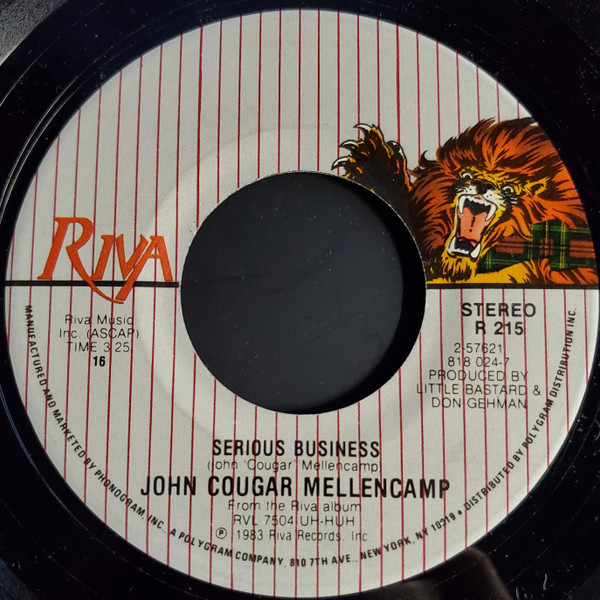 RIVA
Riva Music
Inc (ASCAP)
TIME 3:25
16
STEREO
R 215
2-57621
818 024-7
PRODUCED BY
LITTLE BASTARD &
DON GEHMAN
SERIOUS BUSINESS
(John 'Cougar' Mellencamp)
JOHN COUGAR MELLENCAMP
From the Riva album
RVL 7504 UH-HUH
℗ 1983 Riva Records, Inc
MANUFACTURED AND MARKETED BY PHONOGRAM, INC., A POLYGRAM COMPANY, 810 7TH AVE., NEW YORK, NY 10019 • DISTRIBUTED BY POLYGRAM DISTRIBUTION INC.